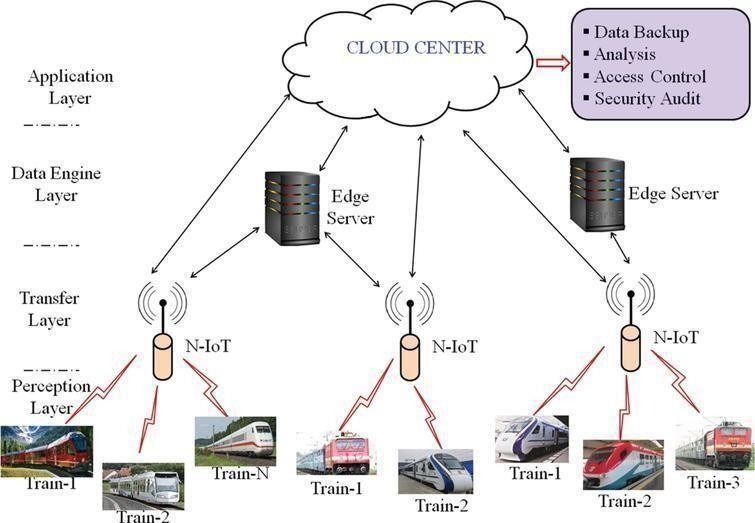 CLOUD CENTER
▪ Data Backup
▪ Analysis
▪ Access Control
▪ Security Audit
Application
Layer
Data Engine
Layer
Edge
Server
Edge Server
Transfer
Layer
N-IoT
N-IoT
N-IoT
Perception
Layer
Train-1
Train-2
Train-N
Train-1
Train-2
Train-1
Train-2
Train-3